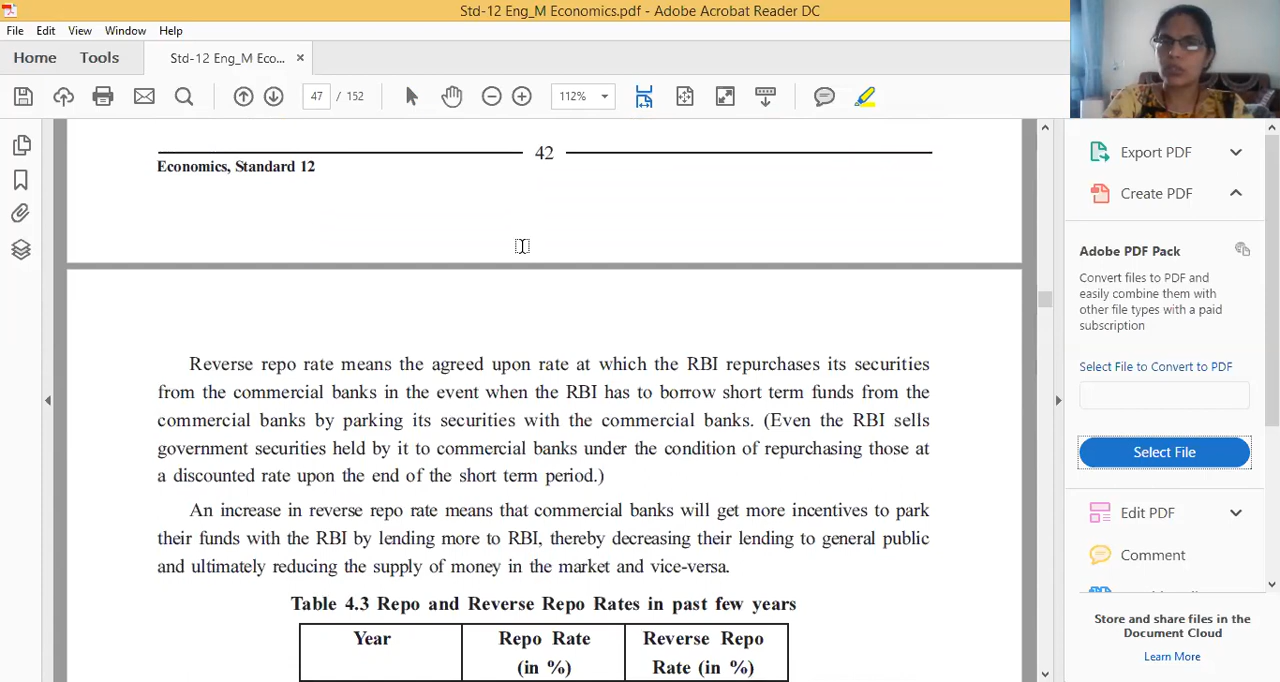 Std-12 Eng_M Economics.pdf - Adobe Acrobat Reader DC
File Edit View Window Help
Home Tools Std-12 Eng_M Eco... ×
47 / 152 112%
42
Economics, Standard 12
Reverse repo rate means the agreed upon rate at which the RBI repurchases its securities
from the commercial banks in the event when the RBI has to borrow short term funds from the
commercial banks by parking its securities with the commercial banks. (Even the RBI sells
government securities held by it to commercial banks under the condition of repurchasing those at
a discounted rate upon the end of the short term period.)
An increase in reverse repo rate means that commercial banks will get more incentives to park
their funds with the RBI by lending more to RBI, thereby decreasing their lending to general public
and ultimately reducing the supply of money in the market and vice-versa.
Table 4.3 Repo and Reverse Repo Rates in past few years
Year Repo Rate Reverse Repo
(in %) Rate (in %)
Export PDF
Create PDF
Adobe PDF Pack
Convert files to PDF and
easily combine them with
other file types with a paid
subscription
Select File to Convert to PDF
Select File
Edit PDF
Comment
Store and share files in the
Document Cloud
Learn More